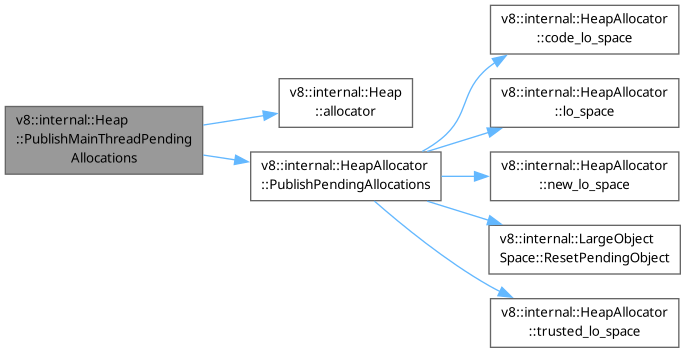 v8::internal::Heap
::PublishMainThreadPending
Allocations
v8::internal::Heap
::allocator
v8::internal::HeapAllocator
::PublishPendingAllocations
v8::internal::HeapAllocator
::code_lo_space
v8::internal::HeapAllocator
::lo_space
v8::internal::HeapAllocator
::new_lo_space
v8::internal::LargeObject
Space::ResetPendingObject
v8::internal::HeapAllocator
::trusted_lo_space